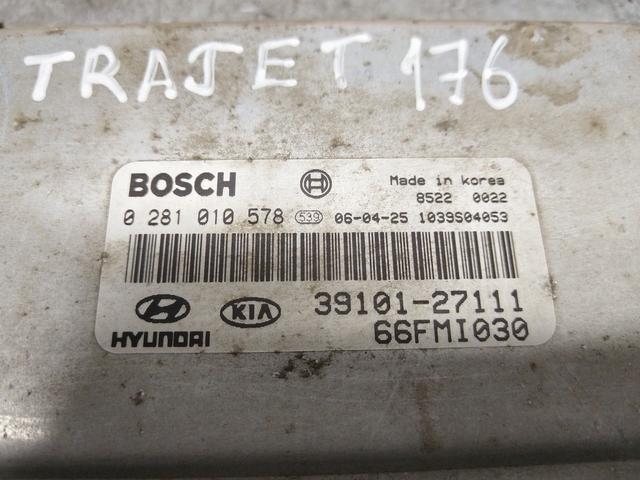 TRAJET 176
BOSCH
Made in korea
8522 0022
0 281 010 578 539 06-04-25 1039S04053
39101-27111
HYUNDAI KIA 66FMI030